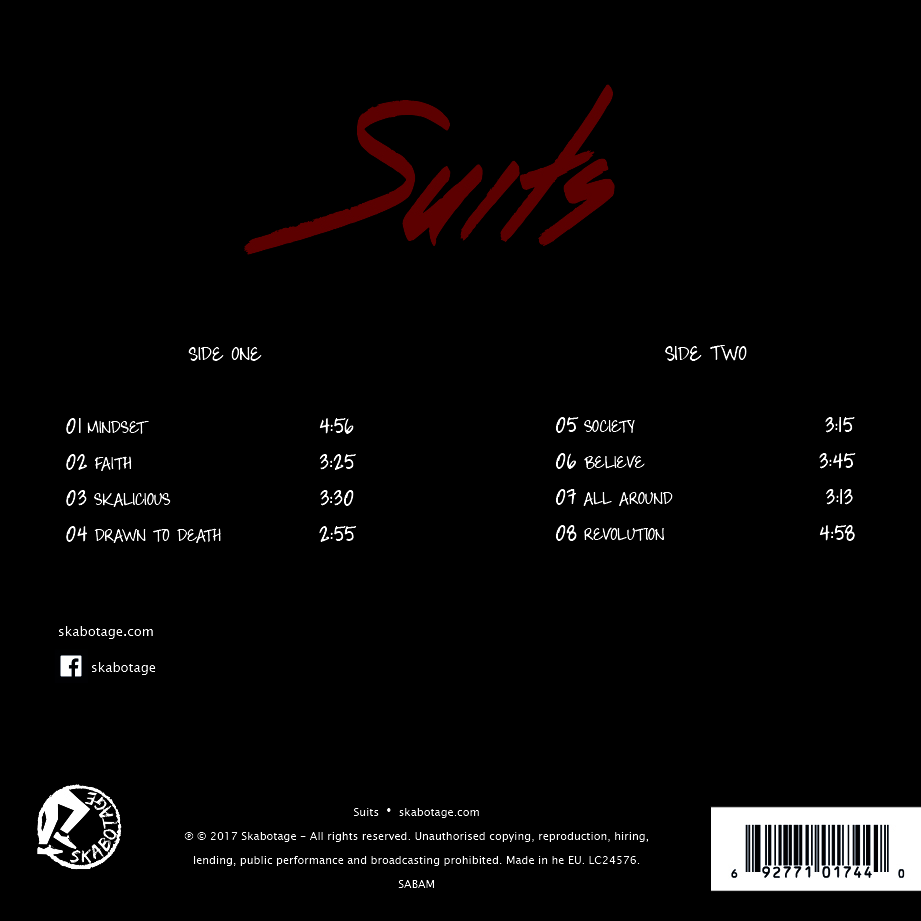 Suits
SIDE ONE
01 MINDSET 4:56
02 FAITH 3:25
03 SKALICIOUS 3:30
04 DRAWN TO DEATH 2:55
SIDE TWO
05 SOCIETY 3:15
06 BELIEVE 3:45
07 ALL AROUND 3:13
08 REVOLUTION 4:58
skabotage.com
skabotage
SKABOTAGE
Suits • skabotage.com
℗ © 2017 Skabotage – All rights reserved. Unauthorised copying, reproduction, hiring,
lending, public performance and broadcasting prohibited. Made in he EU. LC24576.
SABAM
6 92771 01744 0